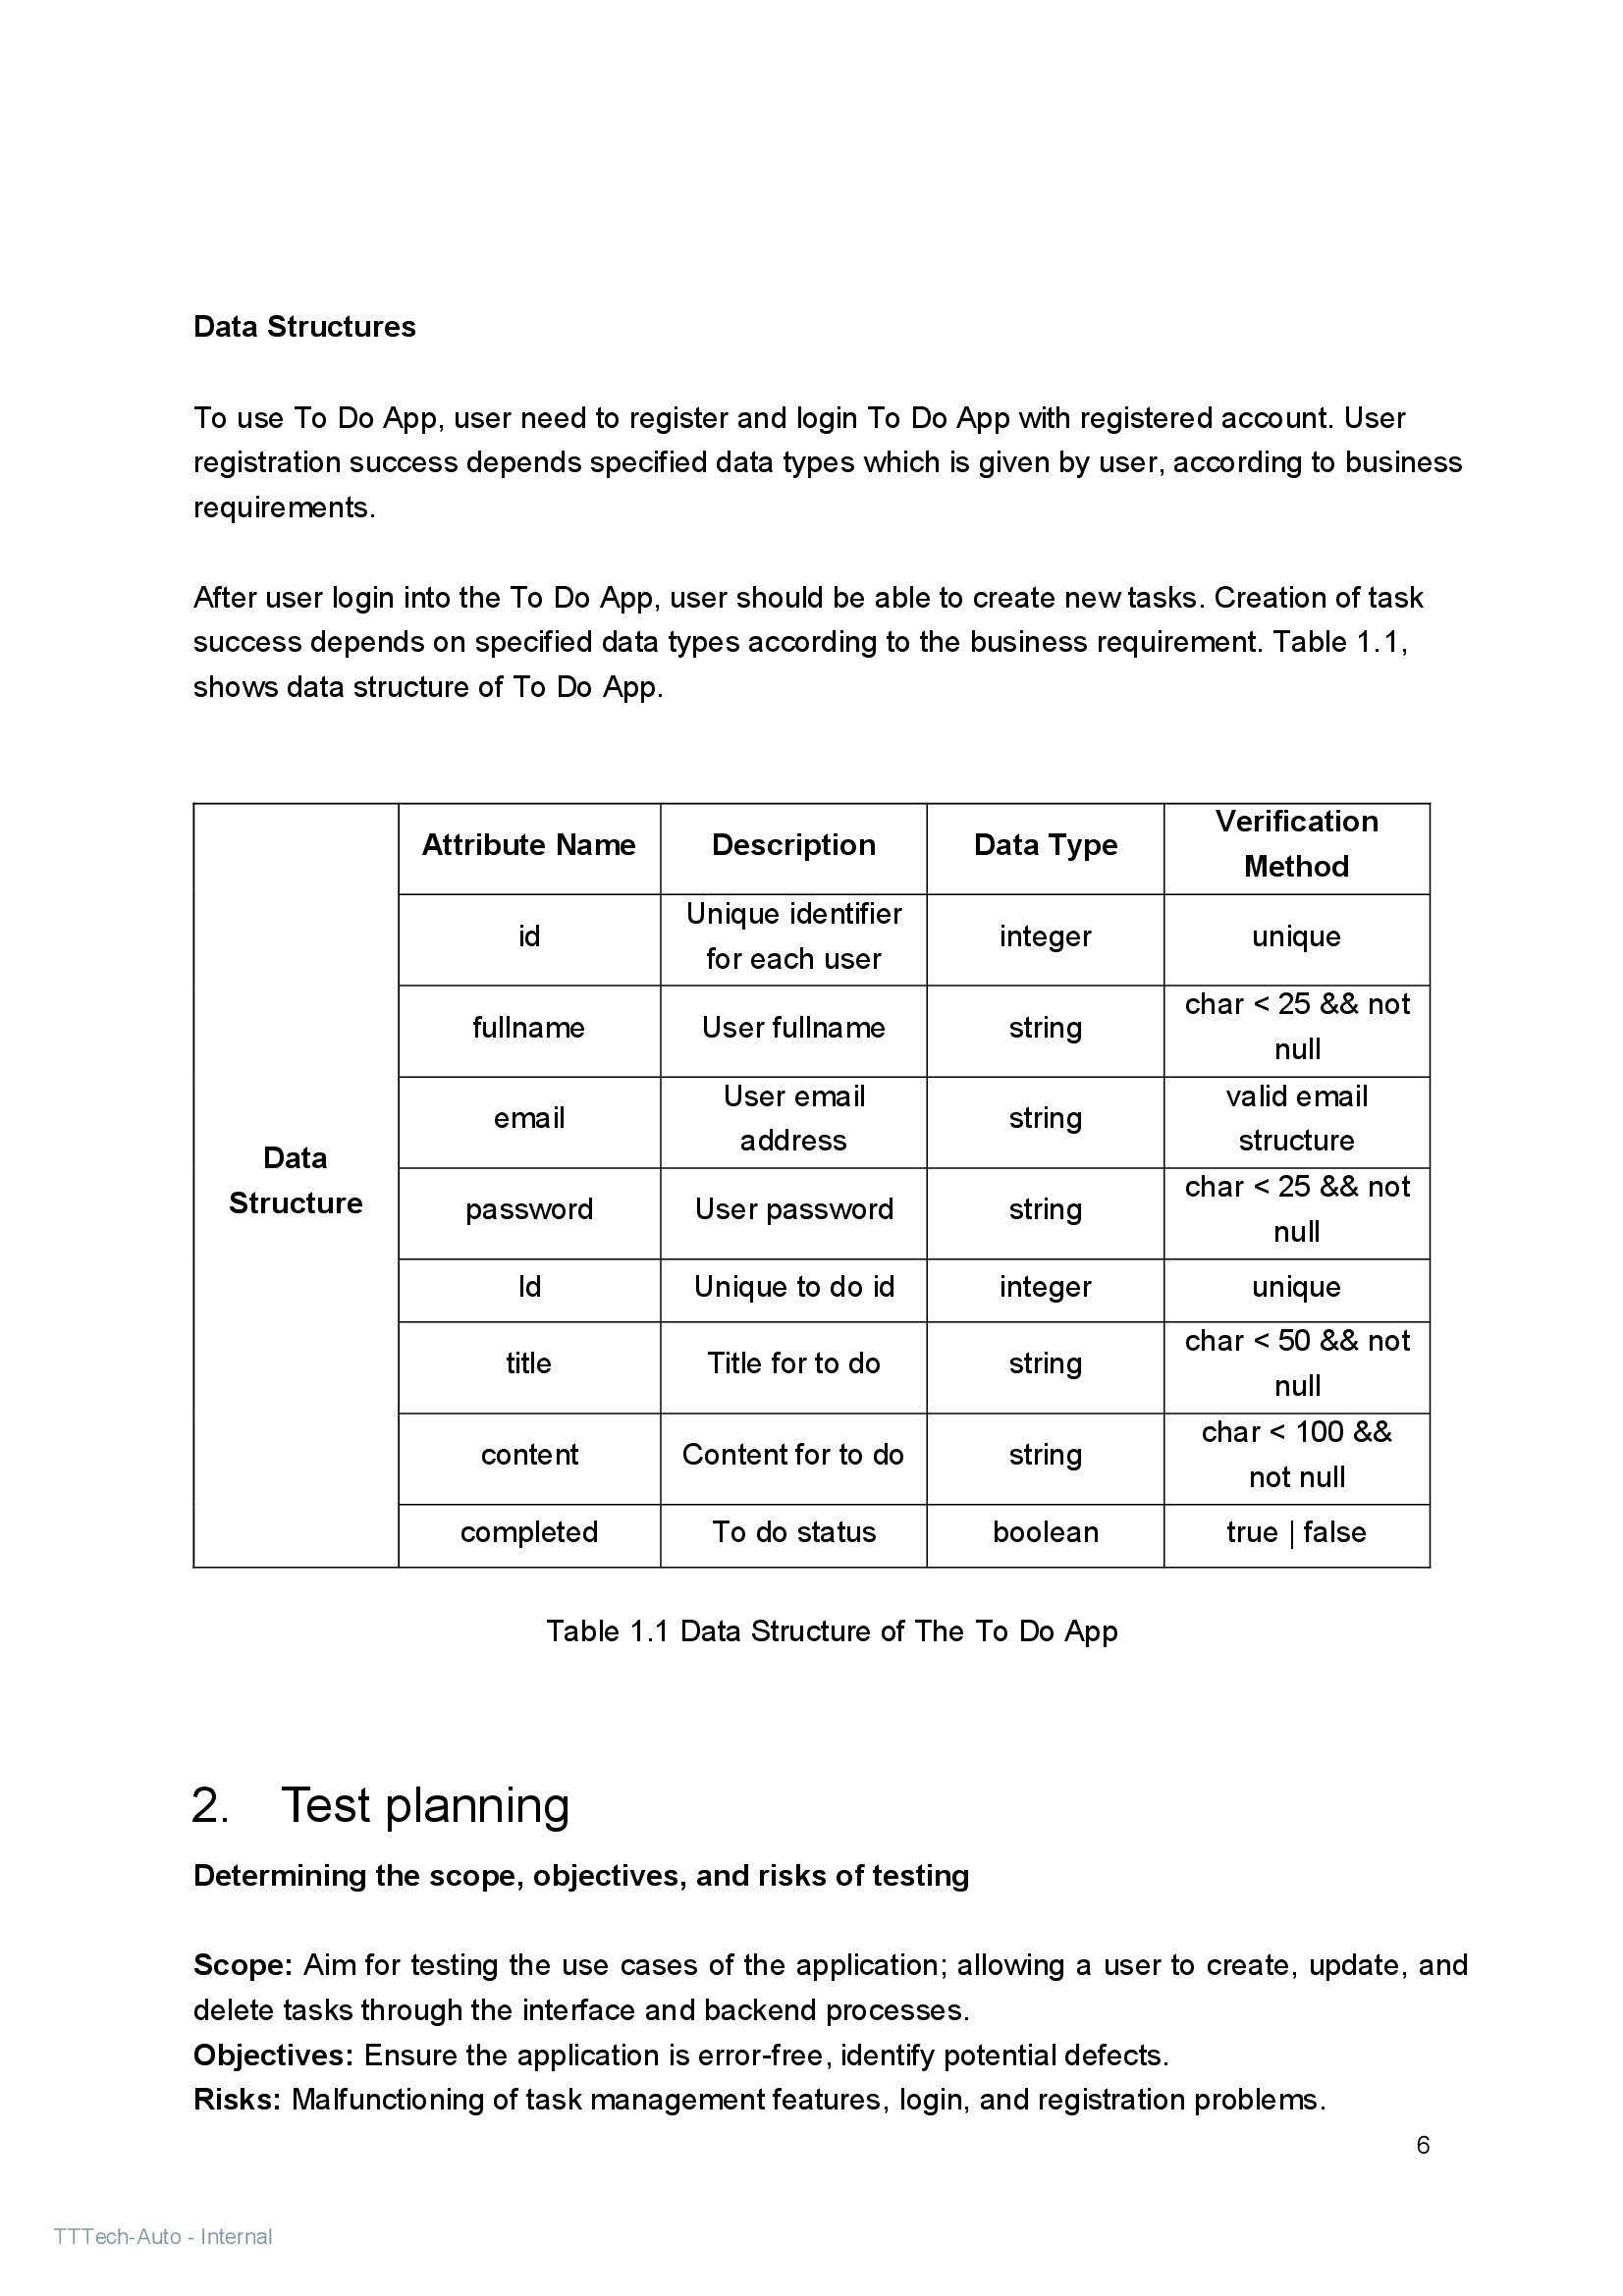 Data Structures
To use To Do App, user need to register and login To Do App with registered account. User
registration success depends specified data types which is given by user, according to business
requirements.
After user login into the To Do App, user should be able to create new tasks. Creation of task
success depends on specified data types according to the business requirement. Table 1.1,
shows data structure of To Do App.
Data
Structure
Attribute Name
Description
Data Type
Verification
Method
id
Unique identifier
for each user
integer
unique
fullname
User fullname
string
char < 25 && not
null
email
User email
address
string
valid email
structure
password
User password
string
char < 25 && not
null
Id
Unique to do id
integer
unique
title
Title for to do
string
char < 50 && not
null
content
Content for to do
string
char < 100 &&
not null
completed
To do status
boolean
true | false
Table 1.1 Data Structure of The To Do App
2. Test planning
Determining the scope, objectives, and risks of testing
Scope: Aim for testing the use cases of the application; allowing a user to create, update, and
delete tasks through the interface and backend processes.
Objectives: Ensure the application is error-free, identify potential defects.
Risks: Malfunctioning of task management features, login, and registration problems.
6
TTTech-Auto - Internal